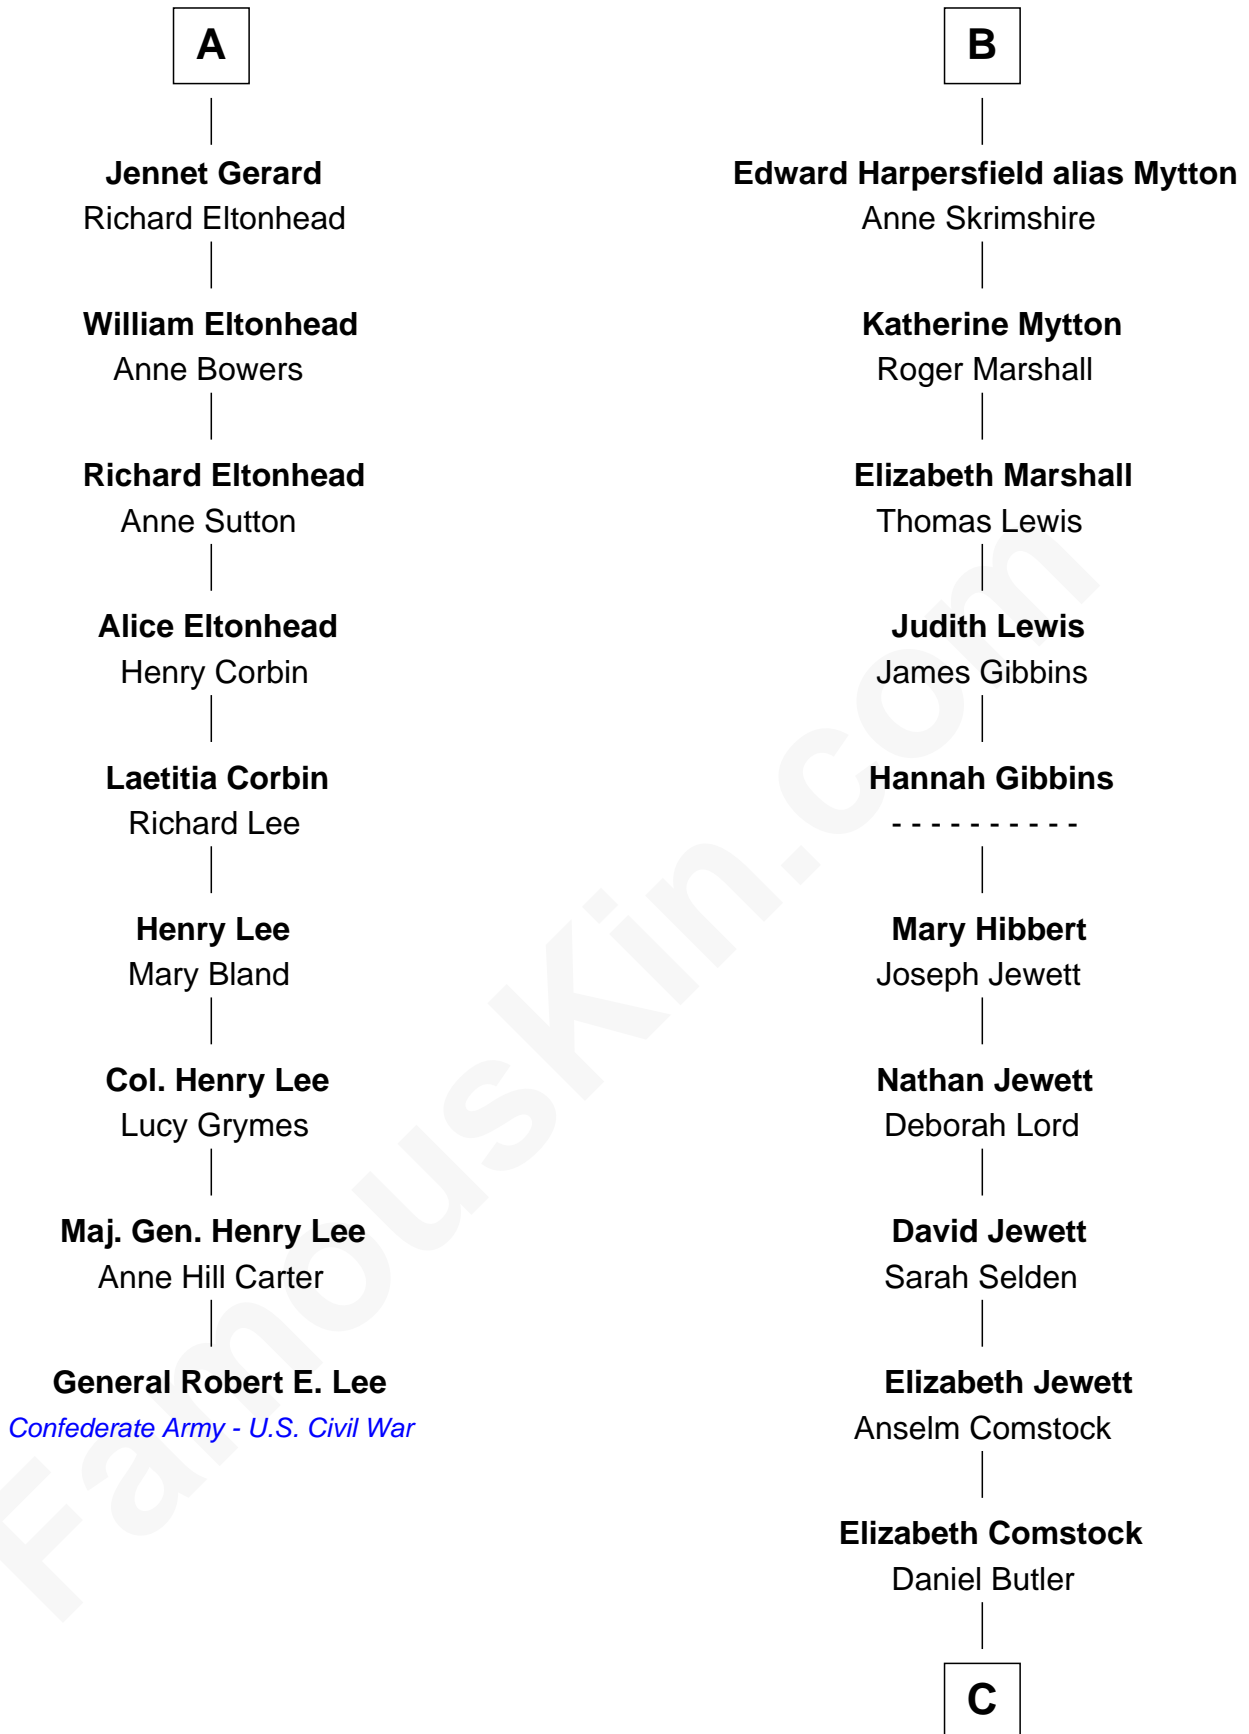 A
Jennet Gerard
Richard Eltonhead
William Eltonhead
Anne Bowers
Richard Eltonhead
Anne Sutton
Alice Eltonhead
Henry Corbin
Laetitia Corbin
Richard Lee
Henry Lee
Mary Bland
Col. Henry Lee
Lucy Grymes
Maj. Gen. Henry Lee
Anne Hill Carter
General Robert E. Lee
Confederate Army - U.S. Civil War
B
Edward Harpersfield alias Mytton
Anne Skrimshire
Katherine Mytton
Roger Marshall
Elizabeth Marshall
Thomas Lewis
Judith Lewis
James Gibbins
Hannah Gibbins
- - - - - - - - - -
Mary Hibbert
Joseph Jewett
Nathan Jewett
Deborah Lord
David Jewett
Sarah Selden
Elizabeth Jewett
Anselm Comstock
Elizabeth Comstock
Daniel Butler
C
FamousKin.com